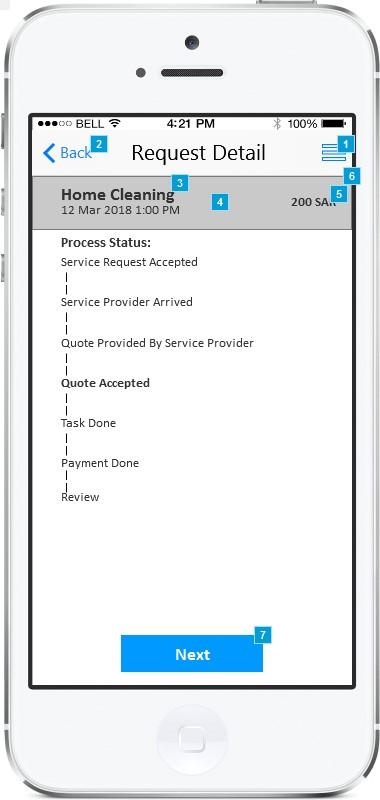 BELL 4:21 PM 100%
1
2
Back Request Detail
6
3
Home Cleaning
5
4
200 SAR
12 Mar 2018 1:00 PM
Process Status:
Service Request Accepted
Service Provider Arrived
Quote Provided By Service Provider
Quote Accepted
Task Done
Payment Done
Review
7
Next